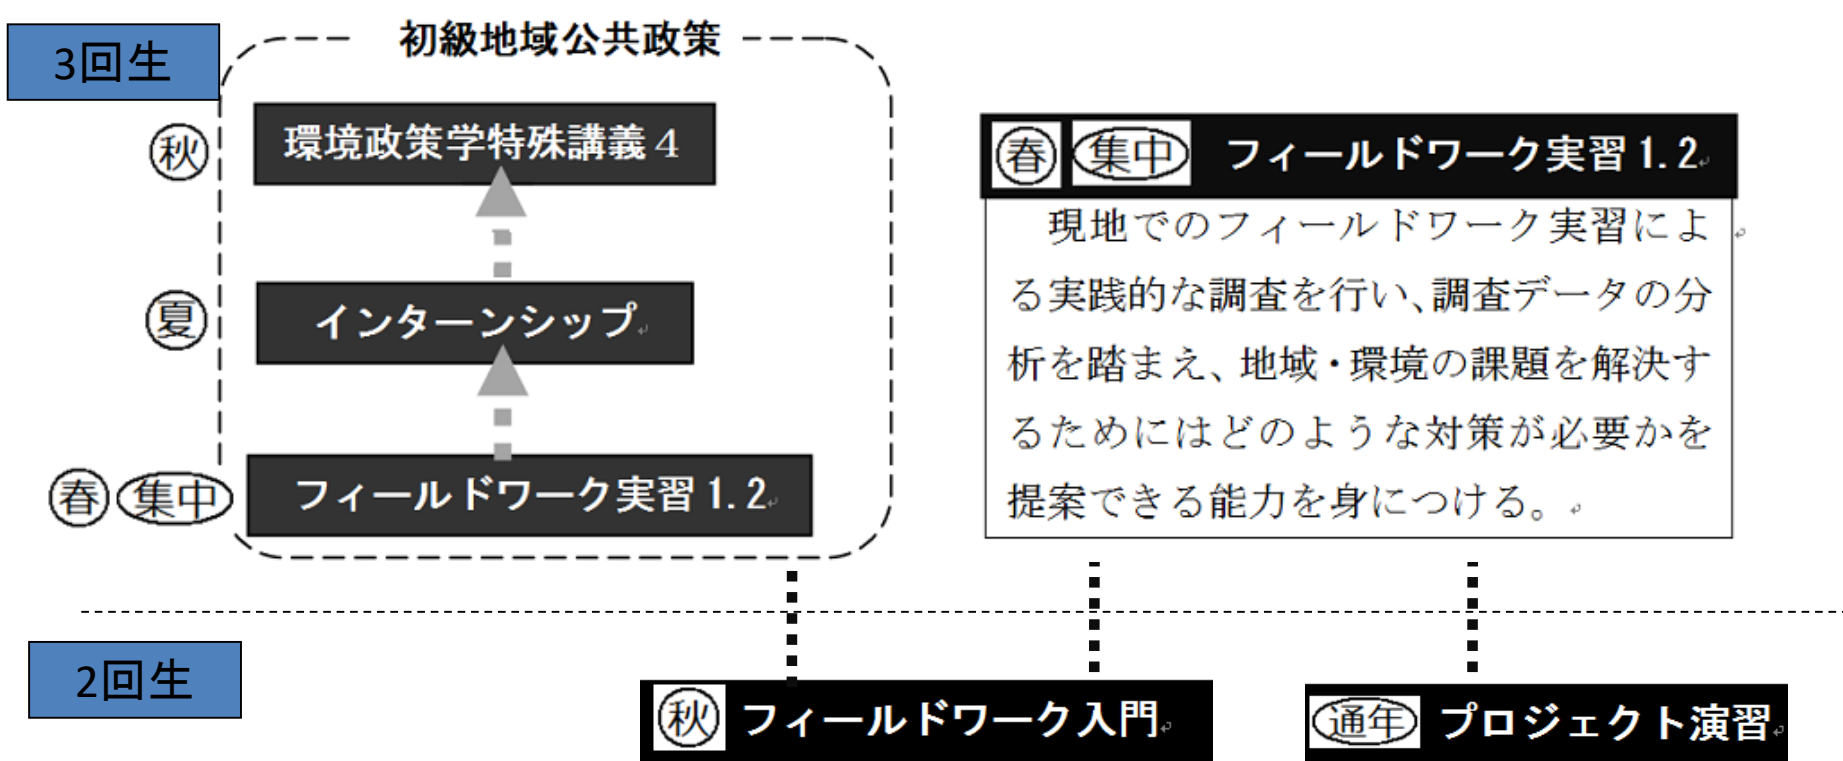 3回生
初級地域公共政策
秋
環境政策学特殊講義4
夏
インターンシップ
春 集中 フィールドワーク実習1.2
春 集中 フィールドワーク実習1.2
現地でのフィールドワーク実習によ
る実践的な調査を行い、調査データの分
析を踏まえ、地域・環境の課題を解決す
るためにはどのような対策が必要かを
提案できる能力を身につける。
2回生
秋 フィールドワーク入門
通年 プロジェクト演習